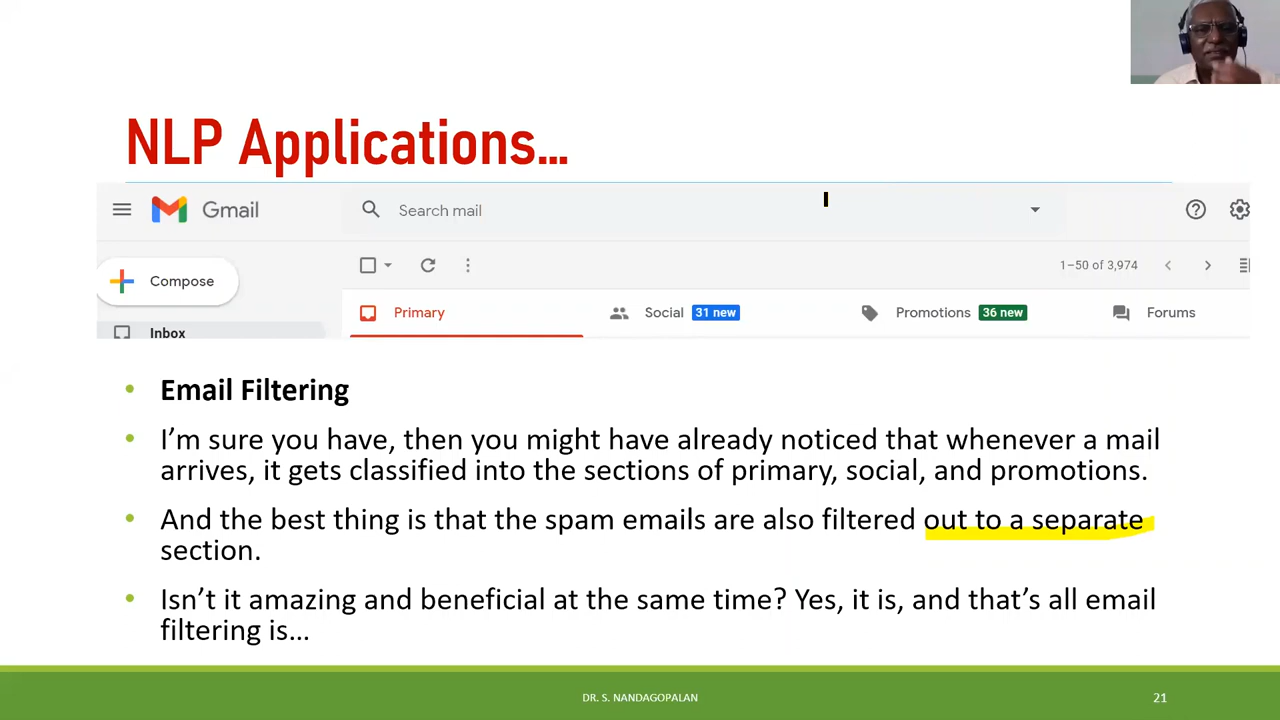 NLP Applications...
Gmail
Search mail
Compose
1–50 of 3,974
Primary
Social 31 new
Promotions 36 new
Forums
Inbox
Email Filtering
I’m sure you have, then you might have already noticed that whenever a mail
arrives, it gets classified into the sections of primary, social, and promotions.
And the best thing is that the spam emails are also filtered out to a separate
section.
Isn’t it amazing and beneficial at the same time? Yes, it is, and that’s all email
filtering is…
DR. S. NANDAGOPALAN
21